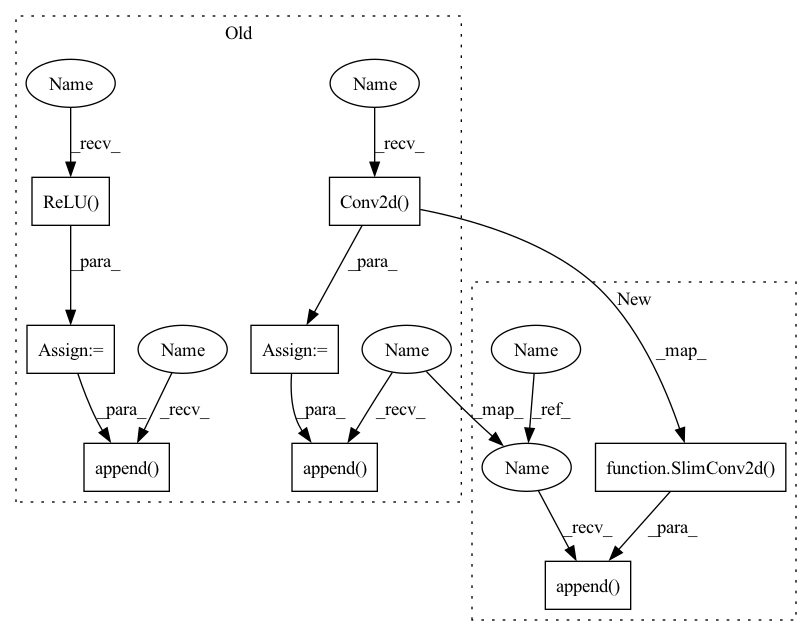 Old
Name
Name
_recv_
_recv_
ReLU()
Conv2d()
_para_
_para_
New
Assign:=
Name
Assign:=
Name
Name
_map_
_para_
_recv_
_para_
_recv_
_map_
_ref_
append()
append()
Name
function.SlimConv2d()
_recv_
_para_
append()